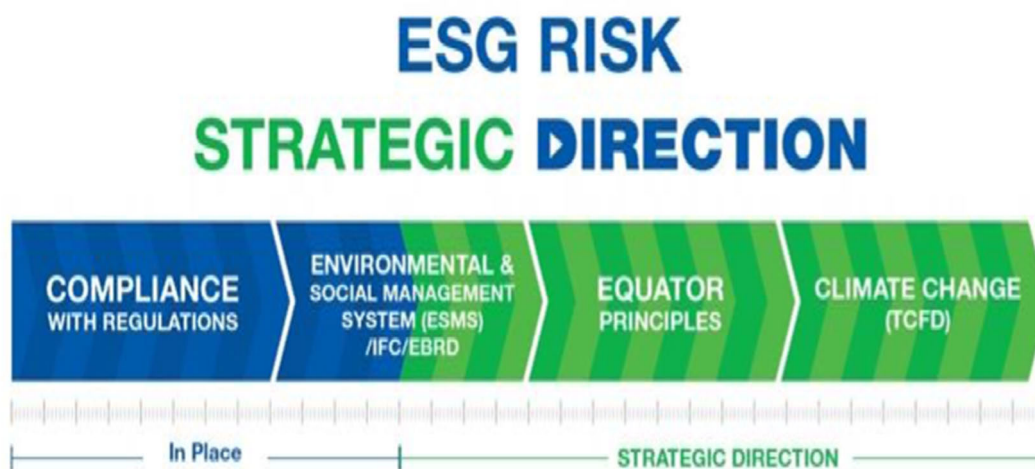 ESG RISK
STRATEGIC DIRECTION
COMPLIANCE
WITH REGULATIONS
ENVIRONMENTAL &
SOCIAL MANAGEMENT
SYSTEM (ESMS)
/IFC/EBRD
EQUATOR
PRINCIPLES
CLIMATE CHANGE
(TCFD)
In Place
STRATEGIC DIRECTION